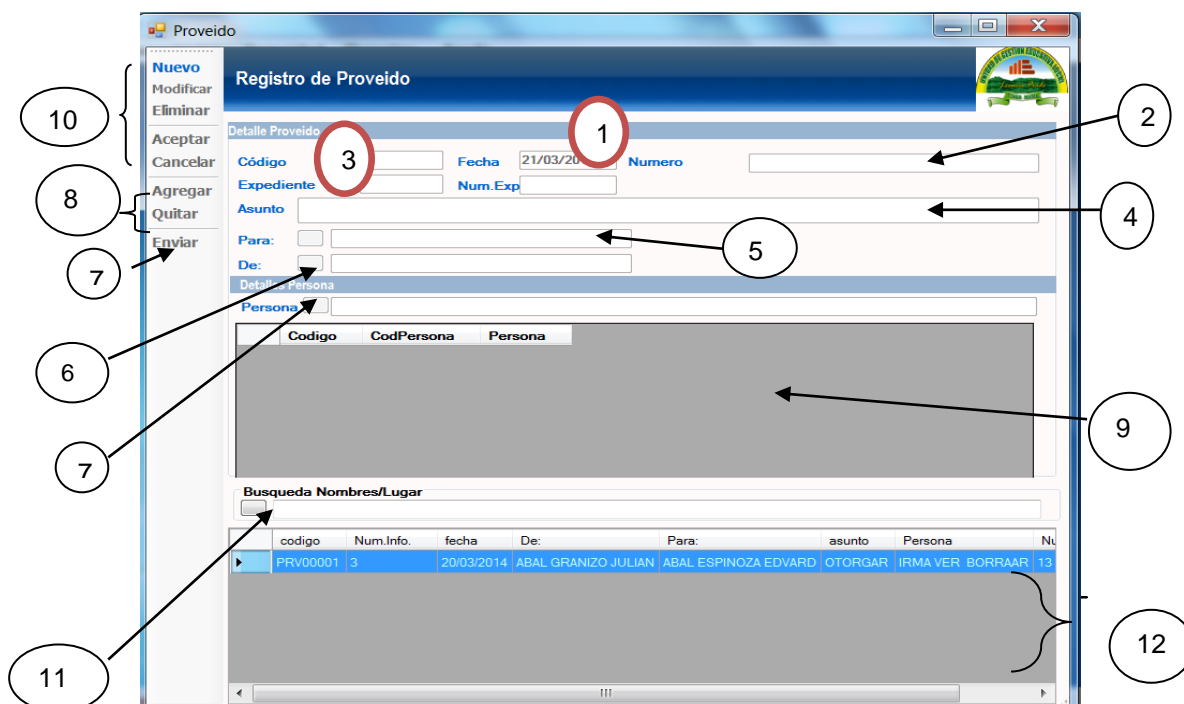 Proveido
Nuevo
Modificar
Eliminar
Aceptar
Cancelar
Agregar
Quitar
Enviar
Registro de Proveido
Detalle Proveido
Código
Fecha 21/03/20
Numero
Expediente
Num.Exp
Asunto
Para:
De:
Detalles Persona
Persona
Codigo CodPersona Persona
Busqueda Nombres/Lugar
codigo Num.Info. fecha De: Para: asunto Persona Nu
PRV00001 3 20/03/2014 ABAL GRANIZO JULIAN ABAL ESPINOZA EDVARD OTORGAR IRMA VER BORRAAR 13
10
8
7
6
7
11
3
1
2
4
5
9
12